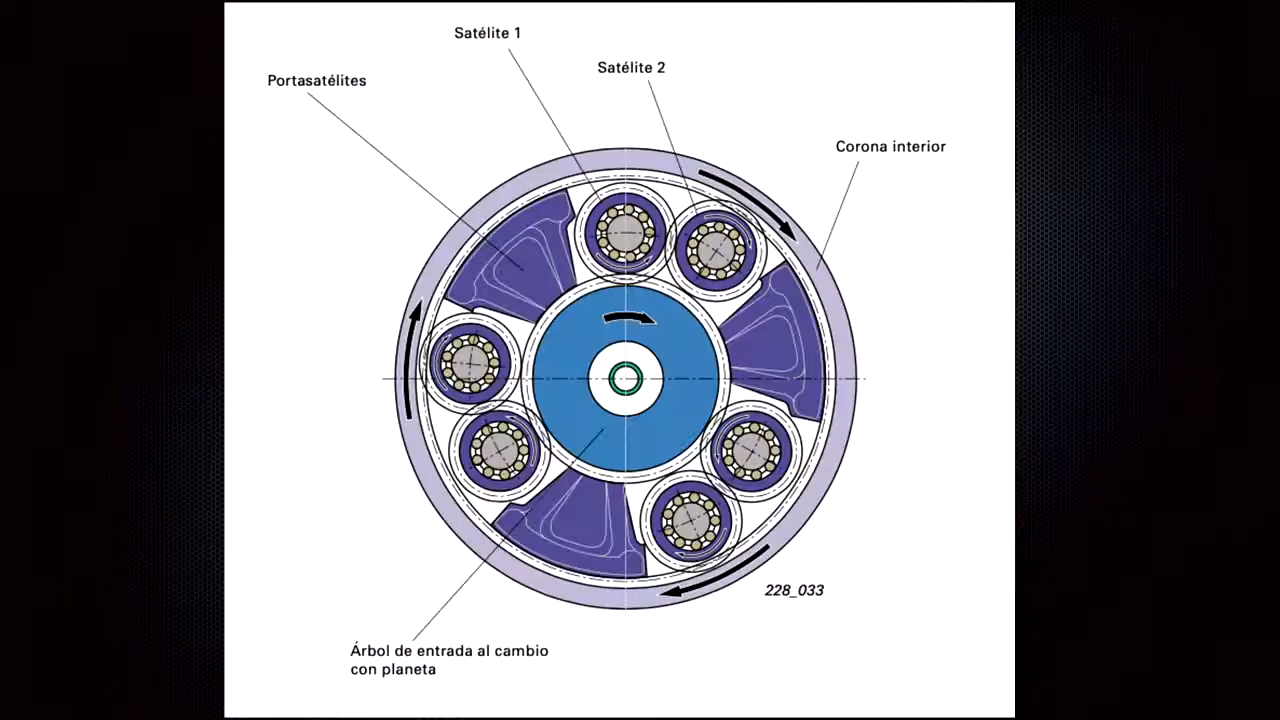 Satélite 1
Satélite 2
Portasatélites
Corona interior
228_033
Árbol de entrada al cambio
con planeta